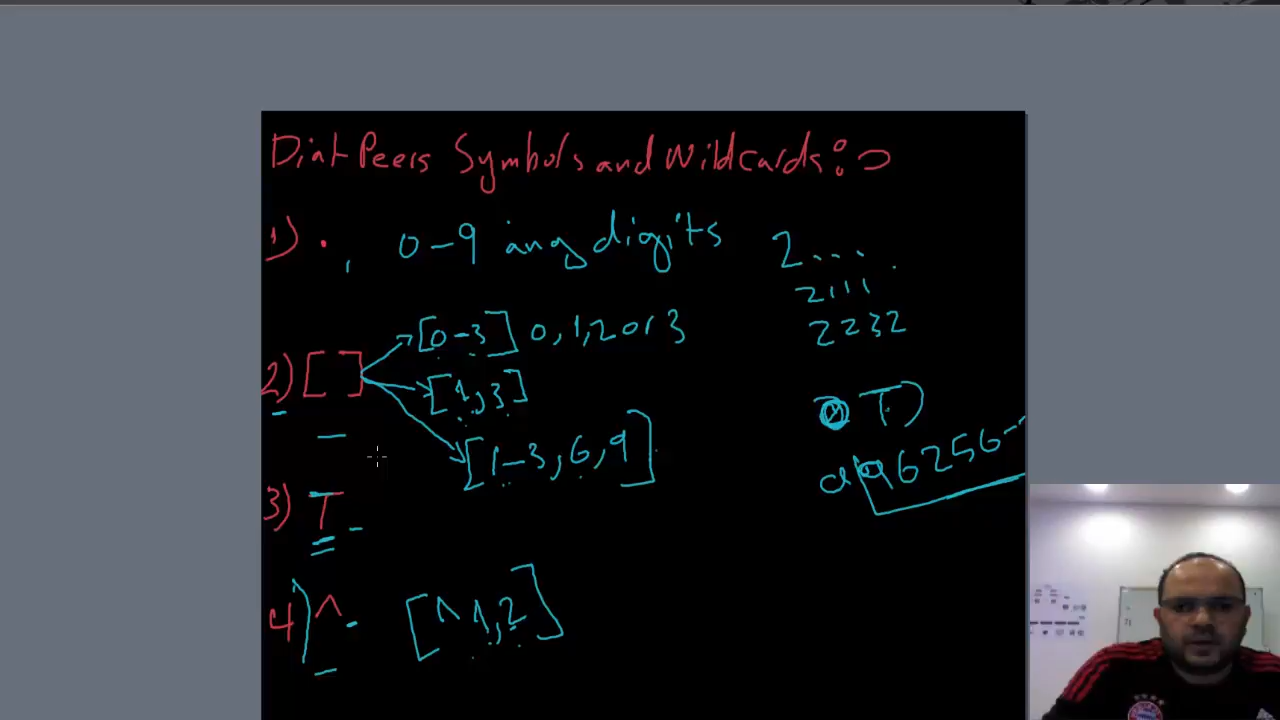 Dial-Peers Symbols and Wildcards:
1) . , 0-9 any digits 2....
2111
2232
2) [ ] [0-3] 0,1,2 or 3
[1,3]
[1-3,6,9]
T)
96256
3) T
4) ^ [^1,2]